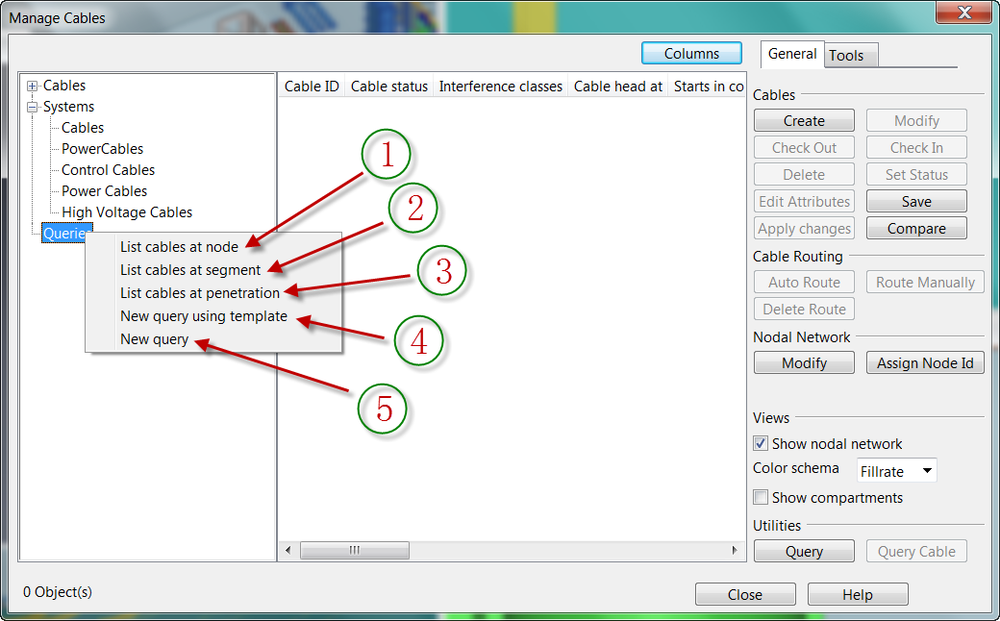 Manage Cables
Columns
General
Tools
Cables
Systems
Cables
PowerCables
Control Cables
Power Cables
High Voltage Cables
Queries
List cables at node
List cables at segment
List cables at penetration
New query using template
New query
Cable ID
Cable status
Interference classes
Cable head at
Starts in co
1
2
3
4
5
Cables
Create
Modify
Check Out
Check In
Delete
Set Status
Edit Attributes
Save
Apply changes
Compare
Cable Routing
Auto Route
Route Manually
Delete Route
Nodal Network
Modify
Assign Node Id
Views
Show nodal network
Color schema
Fillrate
Show compartments
Utilities
Query
Query Cable
0 Object(s)
Close
Help